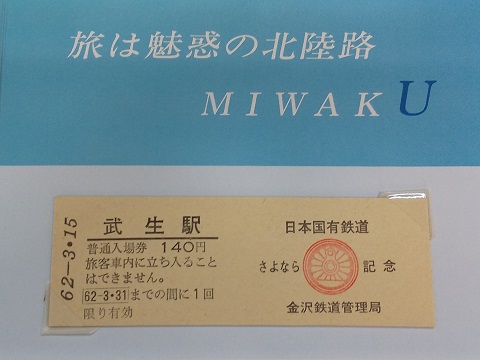 旅は魅惑の北陸路
MIWAKU
62-3•15
武生駅
普通入場券 140円
旅客車内に立ち入ること
はできません。
62-3•31までの間に1回
限り有効
日本国有鉄道
さよなら 記念
金沢鉄道管理局